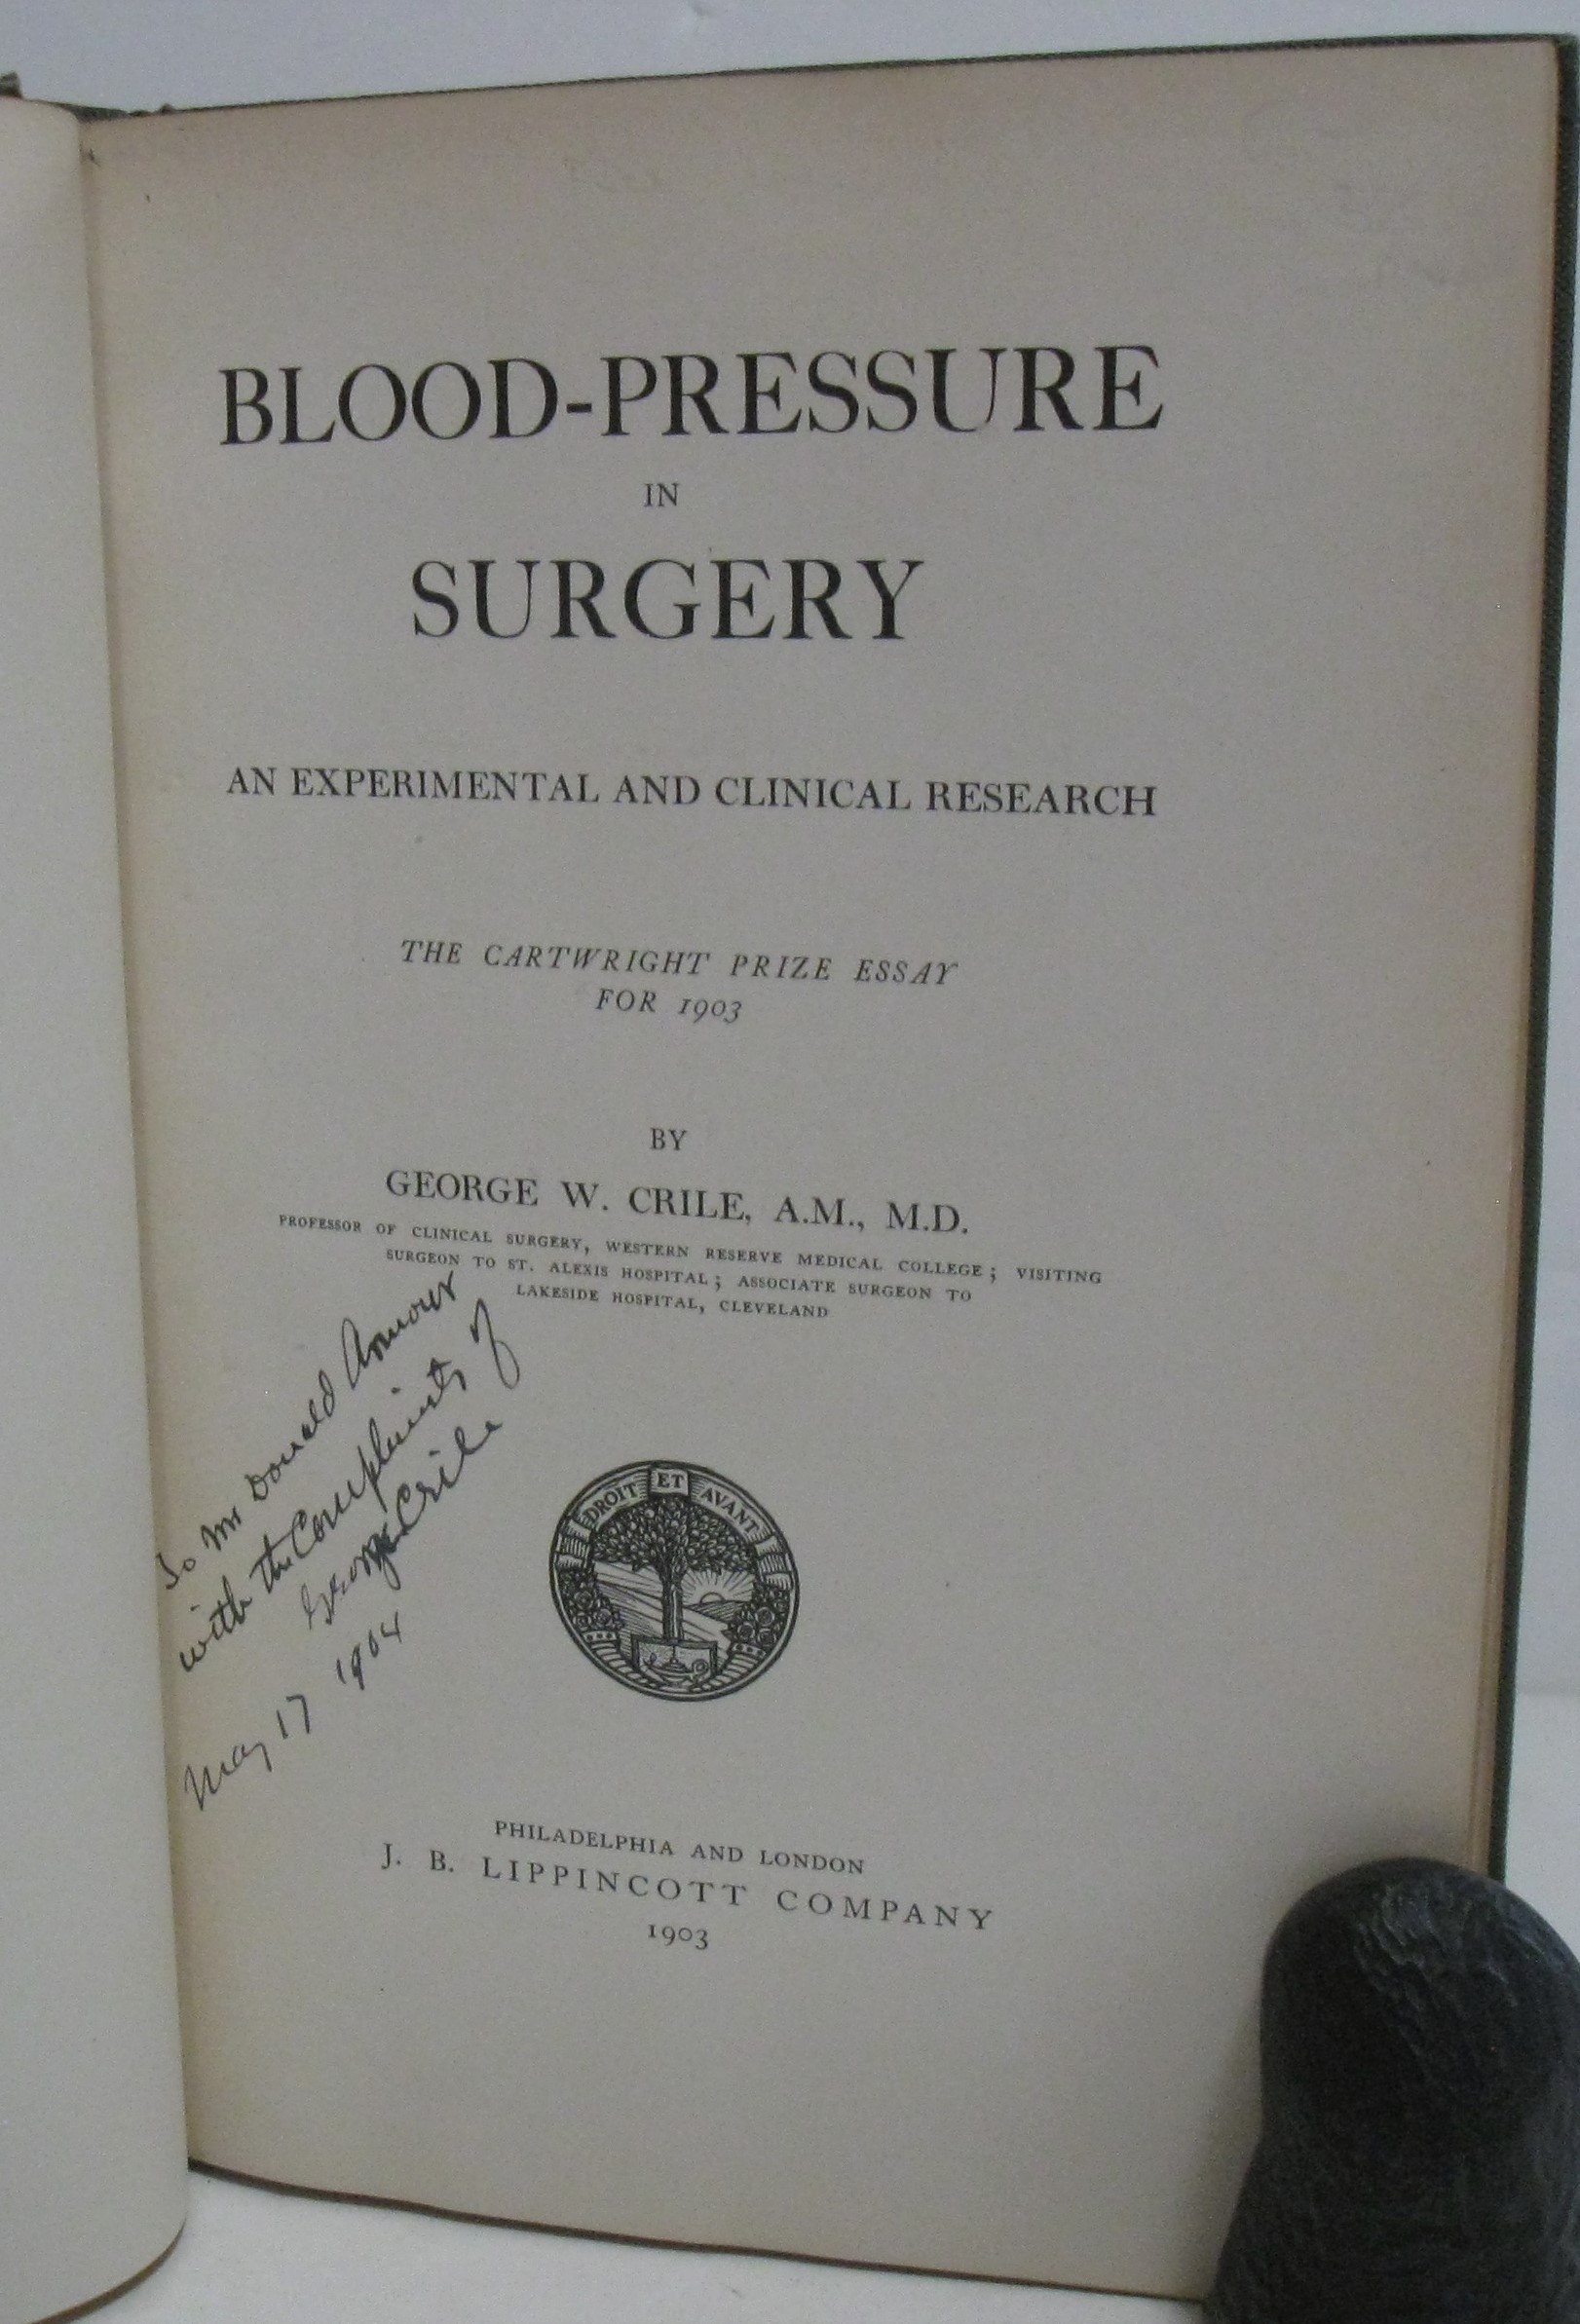 BLOOD-PRESSURE
IN
SURGERY
AN EXPERIMENTAL AND CLINICAL RESEARCH
THE CARTWRIGHT PRIZE ESSAY
FOR 1903
BY
GEORGE W. CRILE, A.M., M.D.
PROFESSOR OF CLINICAL SURGERY, WESTERN RESERVE MEDICAL COLLEGE; VISITING
SURGEON TO ST. ALEXIS HOSPITAL; ASSOCIATE SURGEON TO
LAKESIDE HOSPITAL, CLEVELAND
To Mr Donald Armour
with the Compliments of
George Crile
May 17 1904
DROIT ET AVANT
PHILADELPHIA AND LONDON
J. B. LIPPINCOTT COMPANY
1903